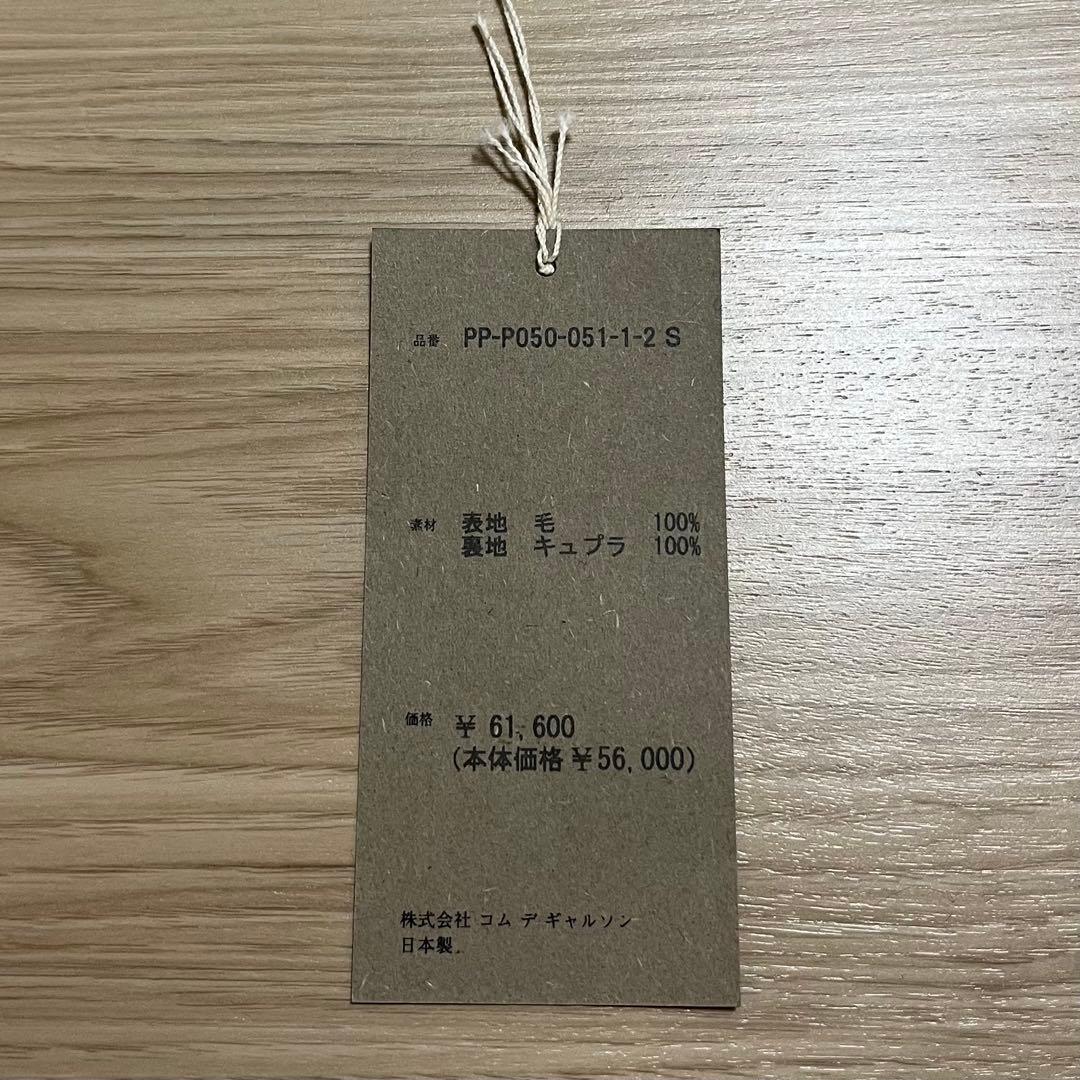 品番 PP-P050-051-1-2 S
素材 表地 毛 100%
裏地 キュプラ 100%
価格 ¥ 61,600
(本体価格 ¥56,000)
株式会社 コム デ ギャルソン
日本製